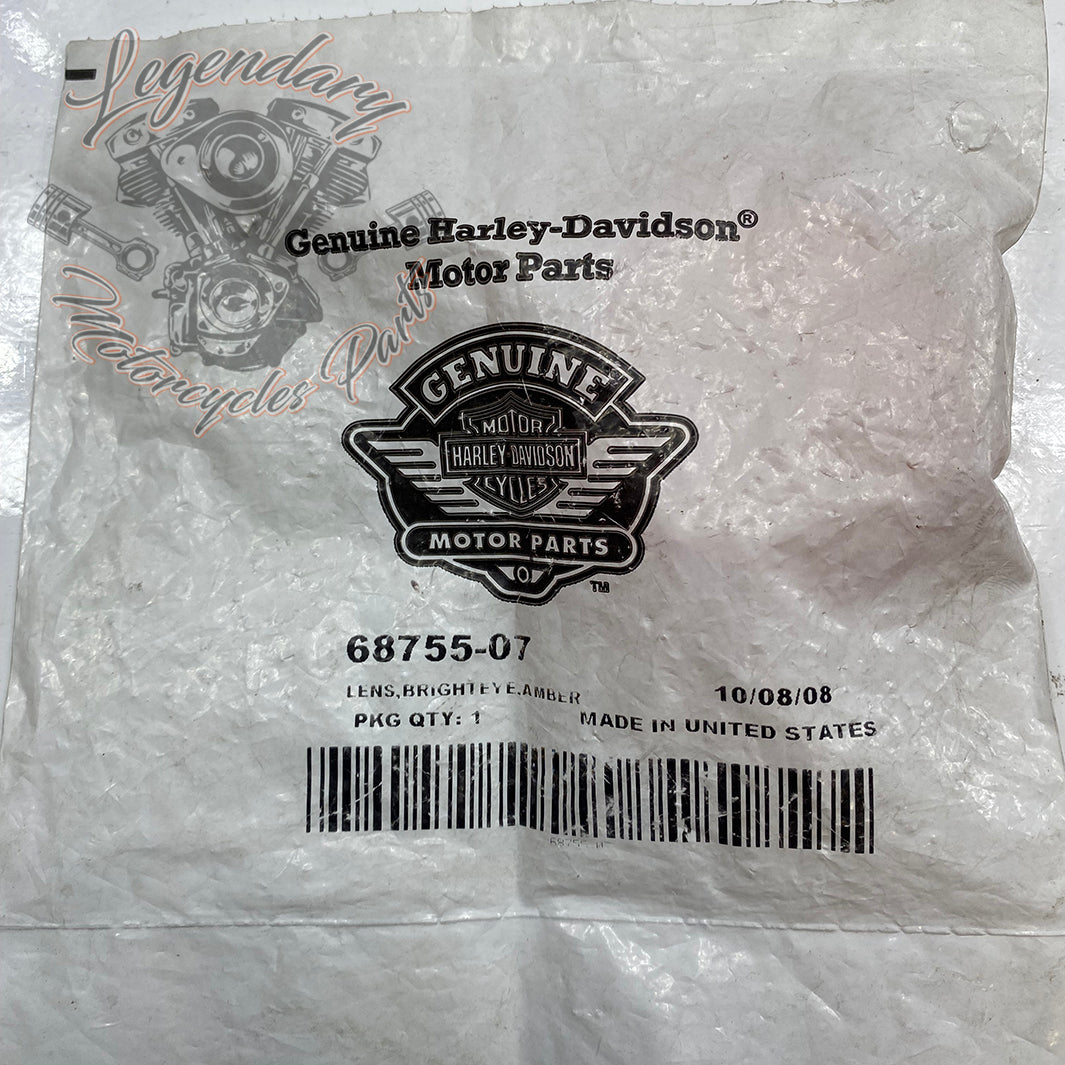 Legendary
Motorcycles Parts
Genuine Harley-Davidson®
Motor Parts
GENUINE
MOTOR
HARLEY-DAVIDSON
CYCLES
MOTOR PARTS
TM
68755-07
LENS,BRIGHTEYE,AMBER
10/08/08
PKG QTY: 1
MADE IN UNITED STATES